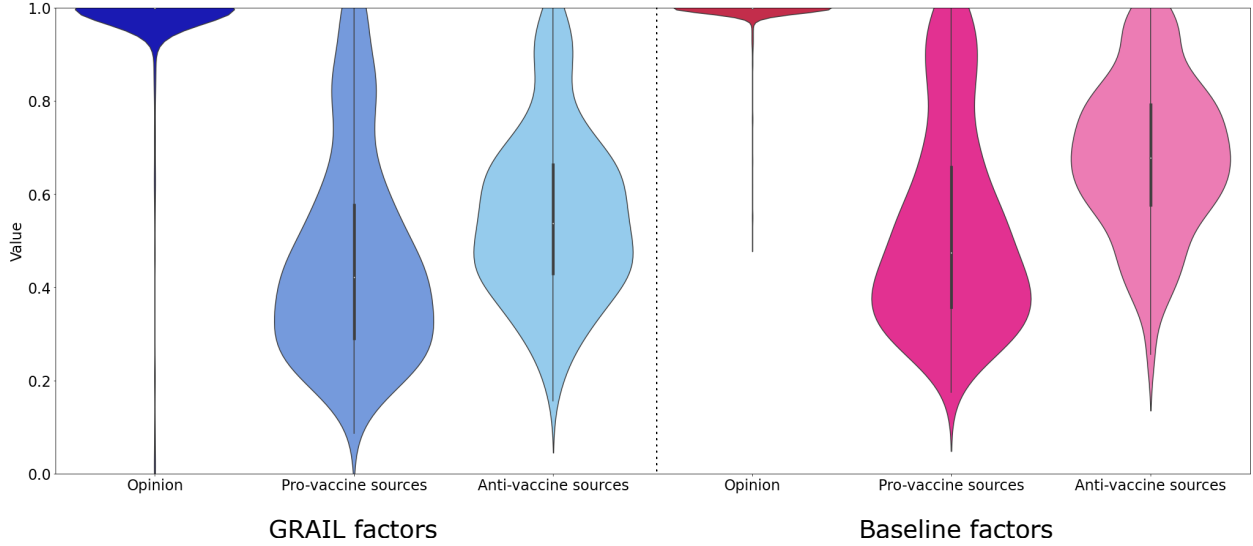 1.0
0.8
0.6
0.4
0.2
0.0
Value
Opinion
Pro-vaccine sources
Anti-vaccine sources
Opinion
Pro-vaccine sources
Anti-vaccine sources
GRAIL factors
Baseline factors